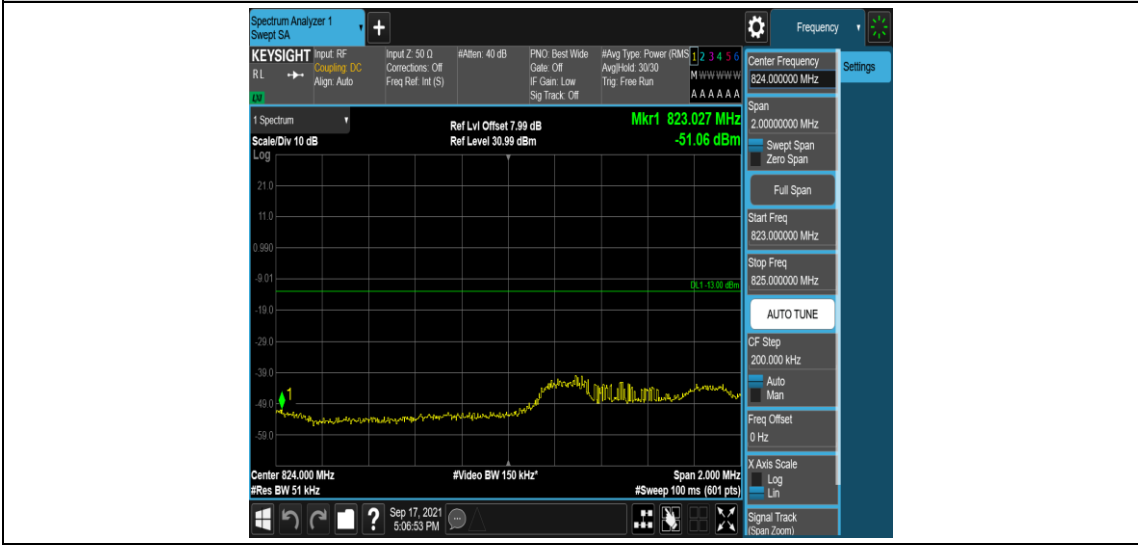 Spectrum Analyzer 1
Swept SA
+
Frequency
KEYSIGHT
RL
LM
Input: RF
Coupling: DC
Align: Auto
Input Z: 50 Ω
Corrections: Off
Freq Ref: Int (S)
#Atten: 40 dB
PNO: Best Wide
Gate: Off
IF Gain: Low
Sig Track: Off
#Avg Type: Power (RMS
Avg|Hold: 30/30
Trig: Free Run
1 2 3 4 5 6
M W W W W W
A A A A A A
1 Spectrum
Scale/Div 10 dB
Log
Ref Lvl Offset 7.99 dB
Ref Level 30.99 dBm
Mkr1 823.027 MHz
-51.06 dBm
21.0
11.0
0.990
-9.01
DL1 -13.00 dBm
-19.0
-29.0
-39.0
1
-49.0
-59.0
Center 824.000 MHz
#Res BW 51 kHz
#Video BW 150 kHz*
Span 2.000 MHz
#Sweep 100 ms (601 pts)
Sep 17, 2021
5:06:53 PM
?
Center Frequency
824.000000 MHz
Settings
Span
2.00000000 MHz
Swept Span
Zero Span
Full Span
Start Freq
823.000000 MHz
Stop Freq
825.000000 MHz
AUTO TUNE
CF Step
200.000 kHz
Auto
Man
Freq Offset
0 Hz
X Axis Scale
Log
Lin
Signal Track
(Span Zoom)